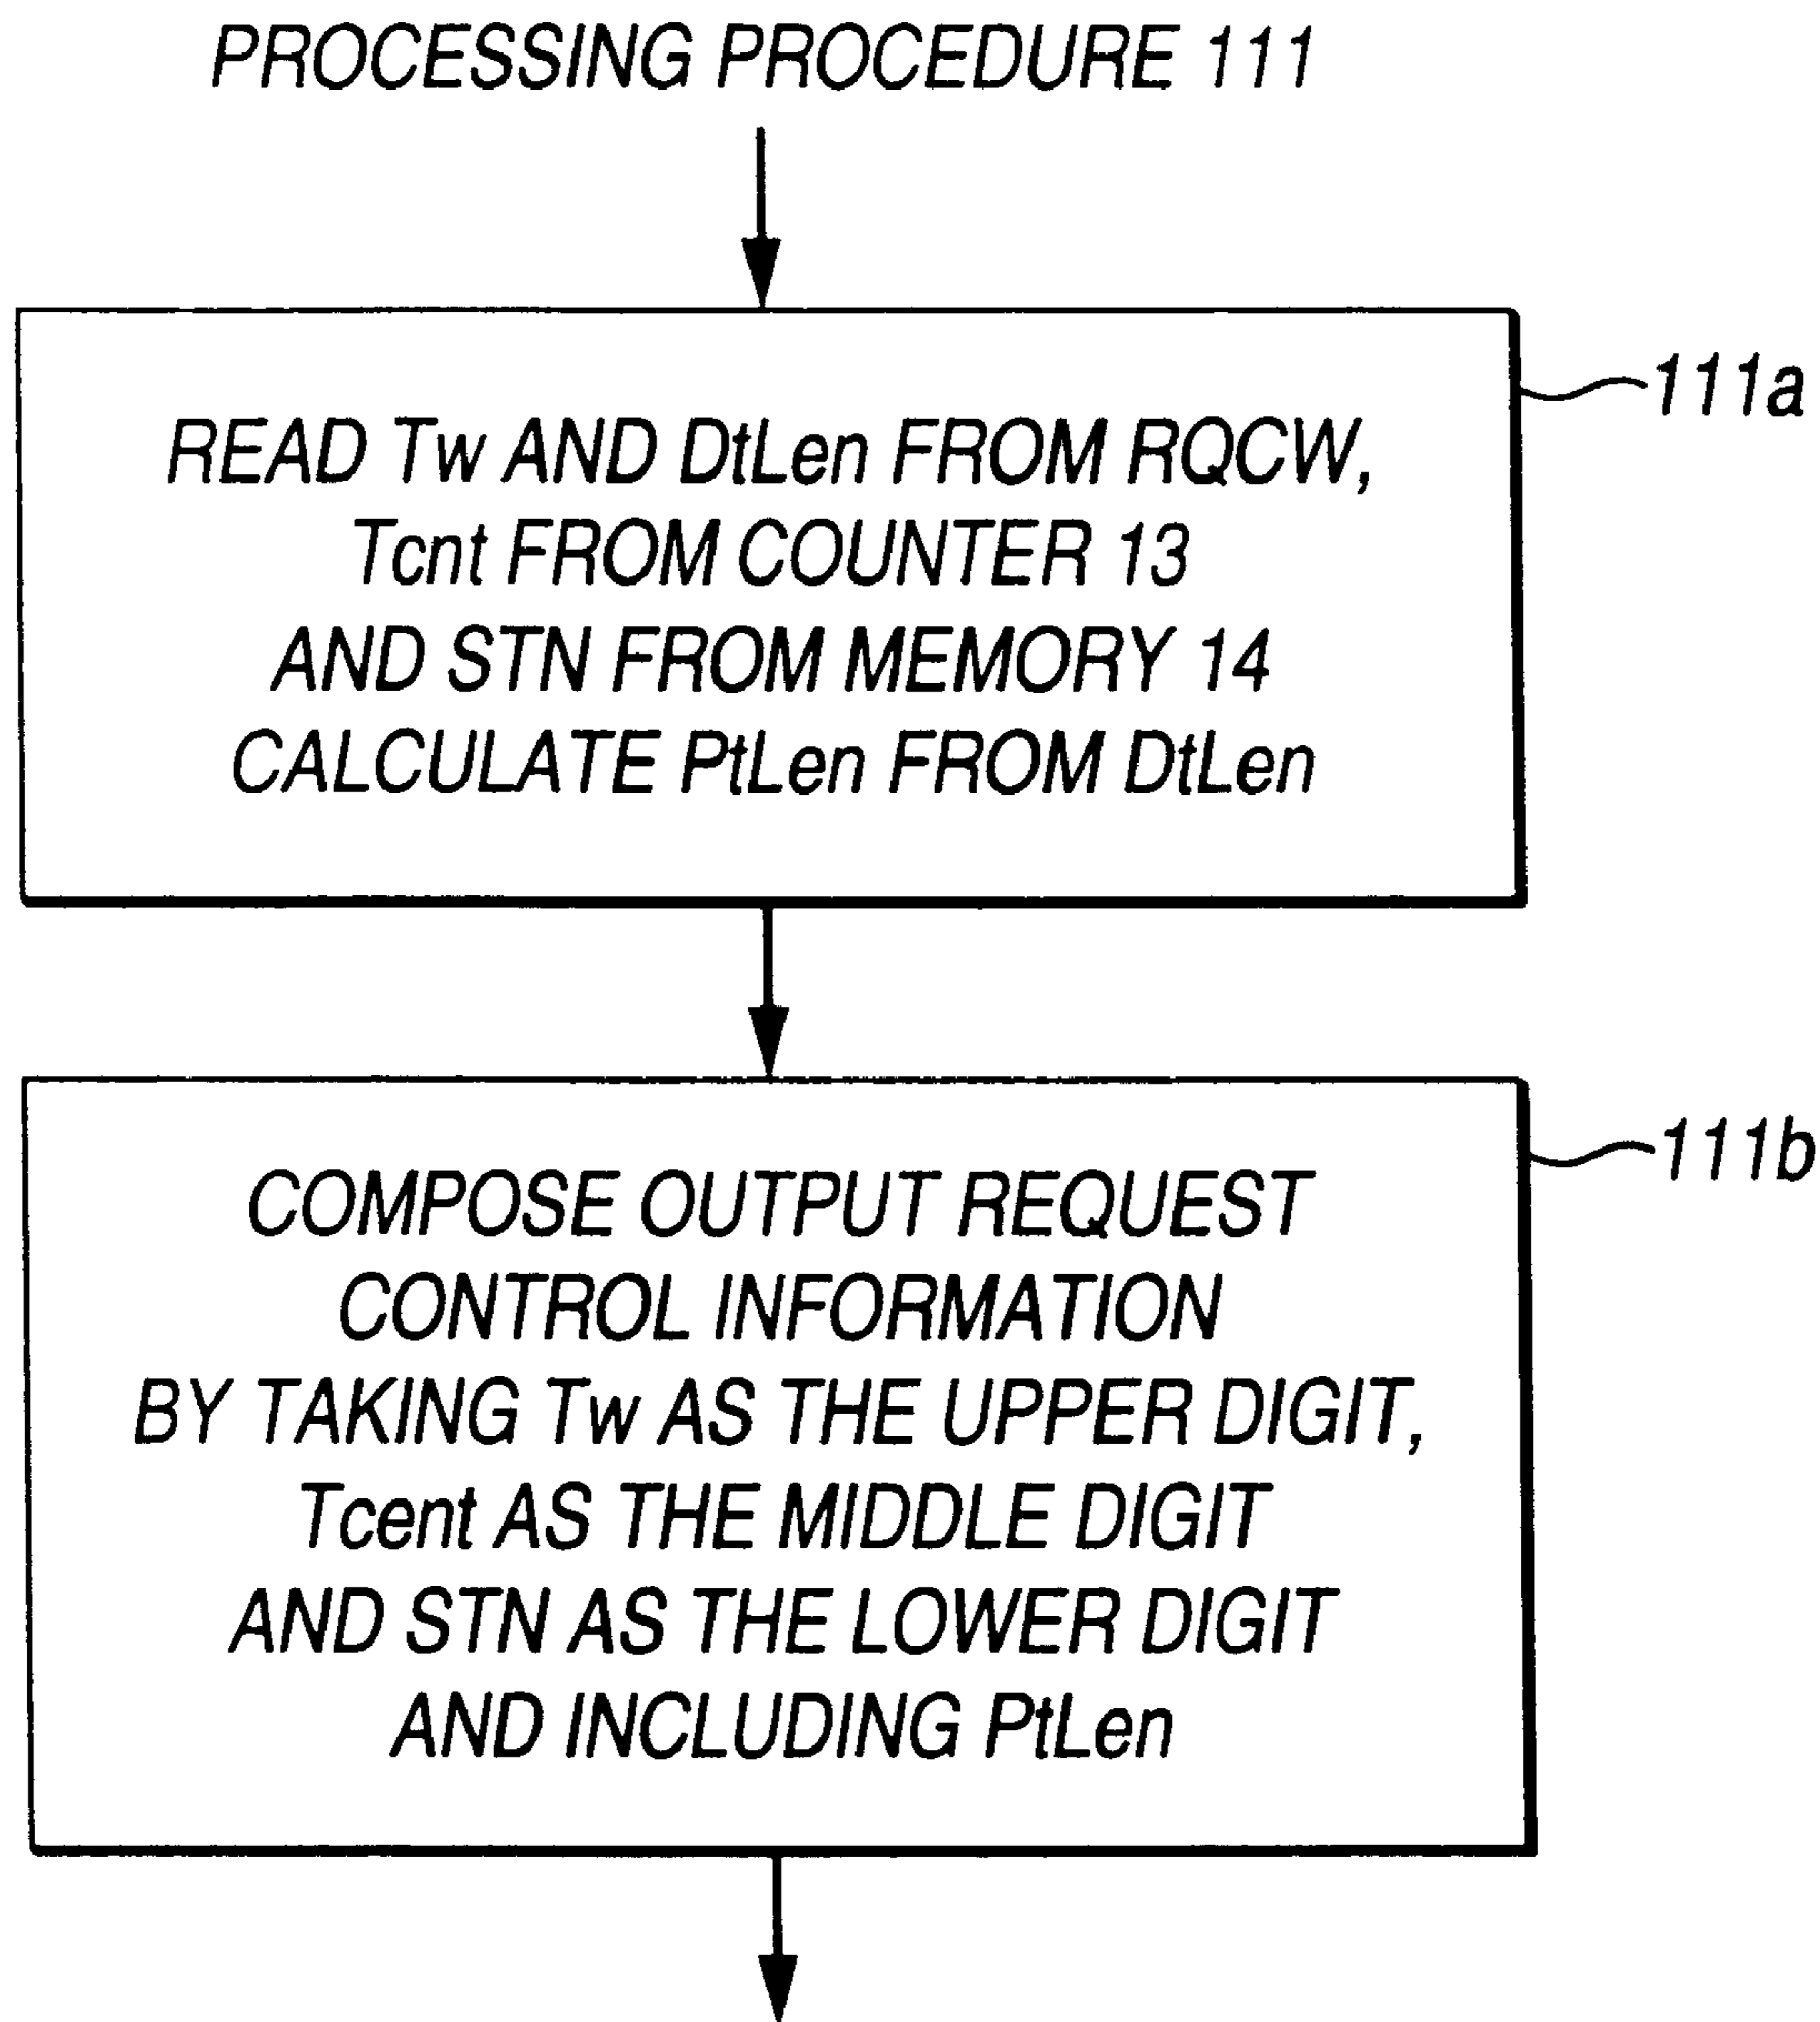 PROCESSING PROCEDURE 111
111a
READ Tw AND DtLen FROM RQCW,
Tcnt FROM COUNTER 13
AND STN FROM MEMORY 14
CALCULATE PtLen FROM DtLen
111b
COMPOSE OUTPUT REQUEST
CONTROL INFORMATION
BY TAKING Tw AS THE UPPER DIGIT,
Tcent AS THE MIDDLE DIGIT
AND STN AS THE LOWER DIGIT
AND INCLUDING PtLen